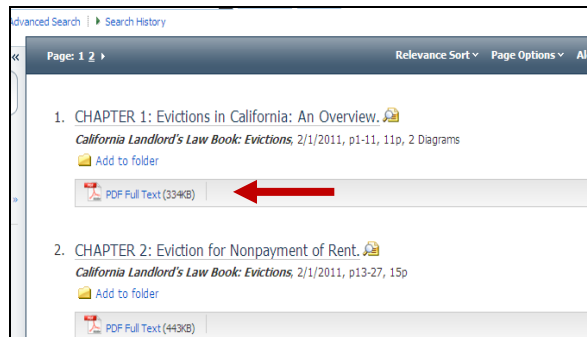 Advanced Search | Search History
« Page: 1 2 Relevance Sort Page Options
1. CHAPTER 1: Evictions in California: An Overview.
California Landlord's Law Book: Evictions, 2/1/2011, p1-11, 11p, 2 Diagrams
Add to folder
PDF Full Text (334KB)
»
2. CHAPTER 2: Eviction for Nonpayment of Rent.
California Landlord's Law Book: Evictions, 2/1/2011, p13-27, 15p
Add to folder
PDF Full Text (443KB)